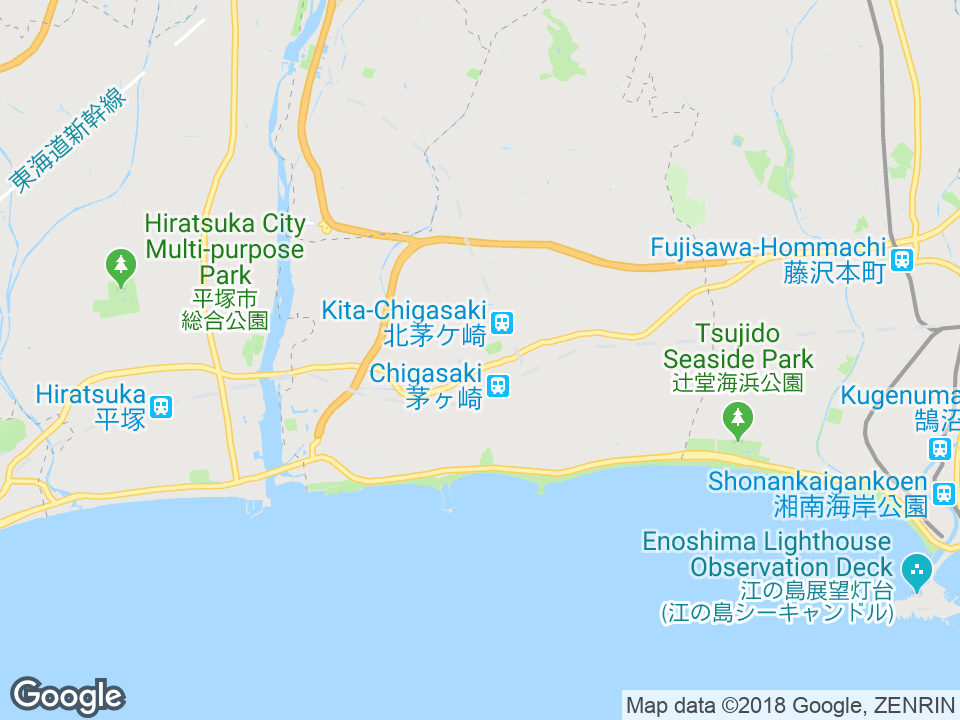 東海道新幹線
Hiratsuka City
Multi-purpose
Park
平塚市
総合公園
Fujisawa-Hommachi
藤沢本町
Kita-Chigasaki
北茅ケ崎
Tsujido
Seaside Park
辻堂海浜公園
Chigasaki
茅ヶ崎
Hiratsuka
平塚
Kugenuma
鵠沼
Shonankaigankoen
湘南海岸公園
Enoshima Lighthouse
Observation Deck
江の島展望灯台
(江の島シーキャンドル)
Google
Map data ©2018 Google, ZENRIN